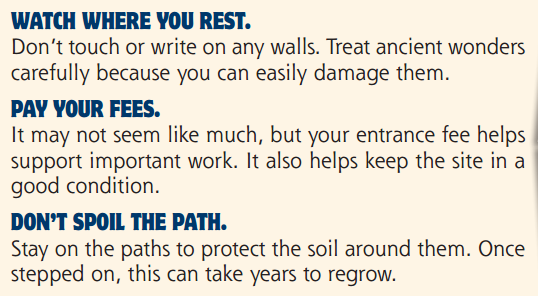 WATCH WHERE YOU REST.
Don't touch or write on any walls. Treat ancient wonders
carefully because you can easily damage them.
PAY YOUR FEES.
It may not seem like much, but your entrance fee helps
support important work. It also helps keep the site in a
good condition.
DON'T SPOIL THE PATH.
Stay on the paths to protect the soil around them. Once
stepped on, this can take years to regrow.